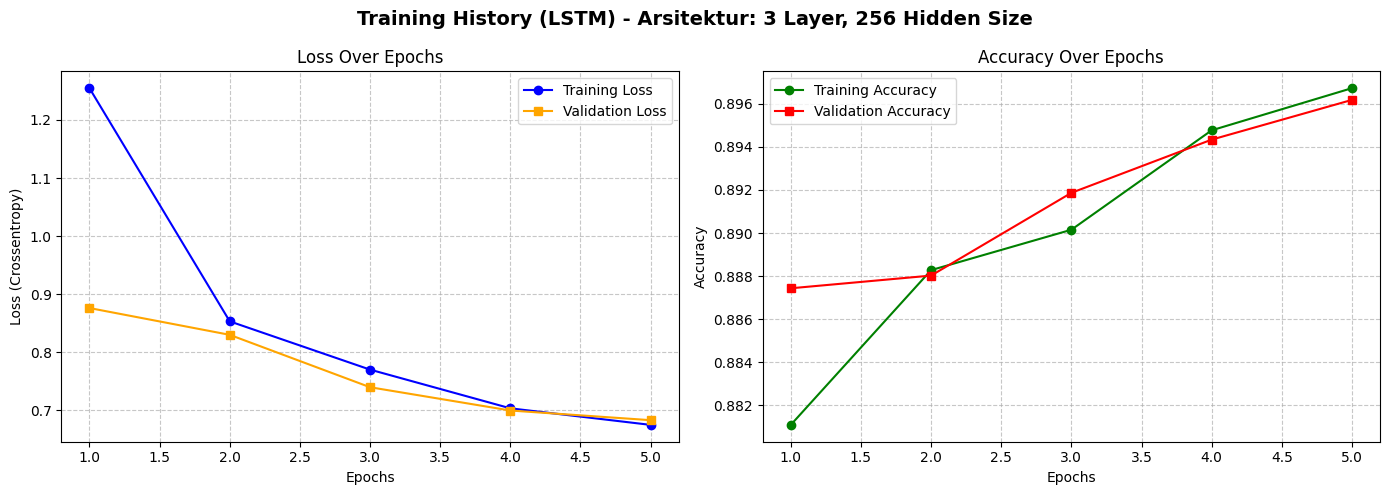 Training History (LSTM) - Arsitektur: 3 Layer, 256 Hidden Size
Loss Over Epochs
Training Loss
Validation Loss
Loss (Crossentropy)
1.2
1.1
1.0
0.9
0.8
0.7
1.0 1.5 2.0 2.5 3.0 3.5 4.0 4.5 5.0
Epochs
Accuracy Over Epochs
Training Accuracy
Validation Accuracy
Accuracy
0.896
0.894
0.892
0.890
0.888
0.886
0.884
0.882
1.0 1.5 2.0 2.5 3.0 3.5 4.0 4.5 5.0
Epochs